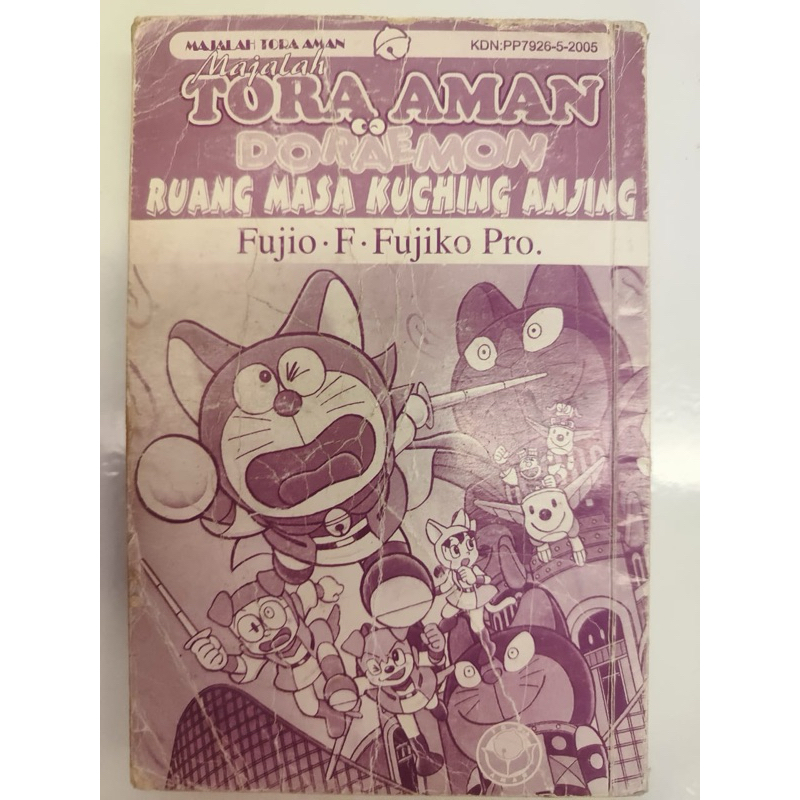 MAJALAH TORA AMAN
KDN:PP7926-5-2005
Majalah
TORA AMAN
DORAEMON
RUANG MASA KUCHING ANJING
Fujio·F·Fujiko Pro.